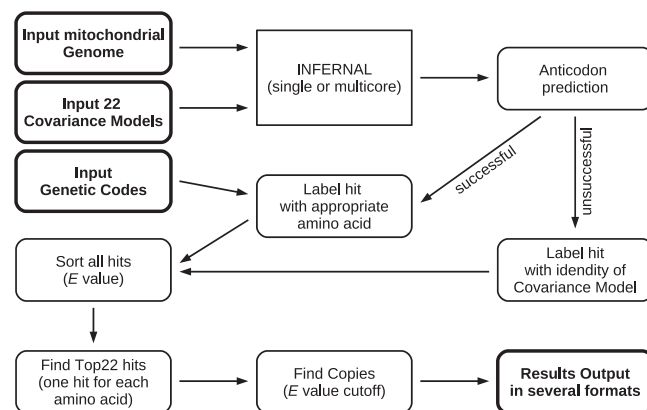 Input mitochondrial
Genome
INFERNAL
(single or multicore)
Anticodon
prediction
Input 22
Covariance Models
Input
Genetic Codes
successful
unsuccessful
Label hit
with appropriate
amino acid
Sort all hits
(E value)
Label hit
with idendity of
Covariance Model
Find Top22 hits
(one hit for each
amino acid)
Find Copies
(E value cutoff)
Results Output
in several formats